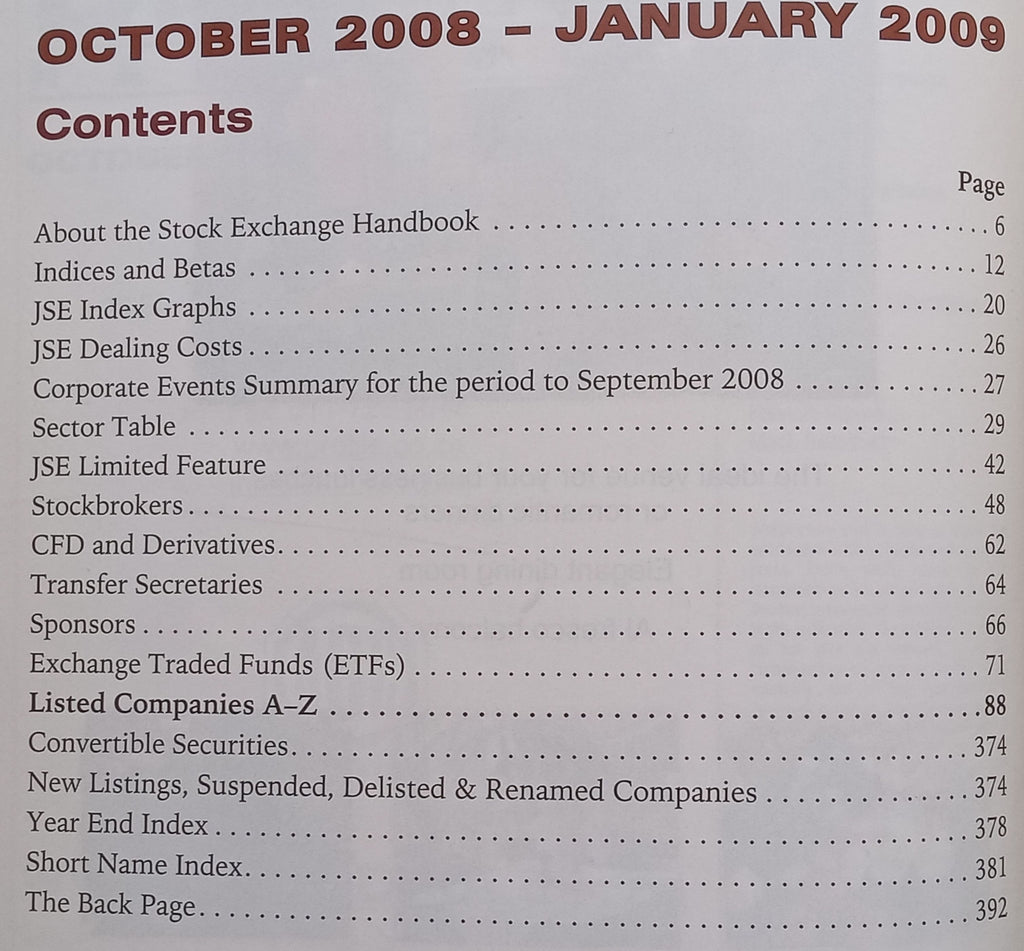 OCTOBER 2008 – JANUARY 2009
Contents
Page
About the Stock Exchange Handbook . . . . . . . . . . . . . . . . . . . . . . . . . . . . . . 6
Indices and Betas . . . . . . . . . . . . . . . . . . . . . . . . . . . . . . 12
JSE Index Graphs . . . . . . . . . . . . . . . . . . . . . . . . . . . . . . 20
JSE Dealing Costs . . . . . . . . . . . . . . . . . . . . . . . . . . . . . . 26
Corporate Events Summary for the period to September 2008 . . . . . . . . . . . 27
Sector Table . . . . . . . . . . . . . . . . . . . . . . . . . . . . . . 29
JSE Limited Feature . . . . . . . . . . . . . . . . . . . . . . . . . . . . . . 42
Stockbrokers . . . . . . . . . . . . . . . . . . . . . . . . . . . . . . 48
CFD and Derivatives . . . . . . . . . . . . . . . . . . . . . . . . . . . . . . 62
Transfer Secretaries . . . . . . . . . . . . . . . . . . . . . . . . . . . . . . 64
Sponsors . . . . . . . . . . . . . . . . . . . . . . . . . . . . . . 66
Exchange Traded Funds (ETFs) . . . . . . . . . . . . . . . . . . . . . . . . . . . . . . 71
Listed Companies A–Z . . . . . . . . . . . . . . . . . . . . . . . . . . . . . . 88
Convertible Securities . . . . . . . . . . . . . . . . . . . . . . . . . . . . . . 374
New Listings, Suspended, Delisted & Renamed Companies . . . . . . . . . . . . 374
Year End Index . . . . . . . . . . . . . . . . . . . . . . . . . . . . . . 378
Short Name Index . . . . . . . . . . . . . . . . . . . . . . . . . . . . . . 381
The Back Page . . . . . . . . . . . . . . . . . . . . . . . . . . . . . . 392